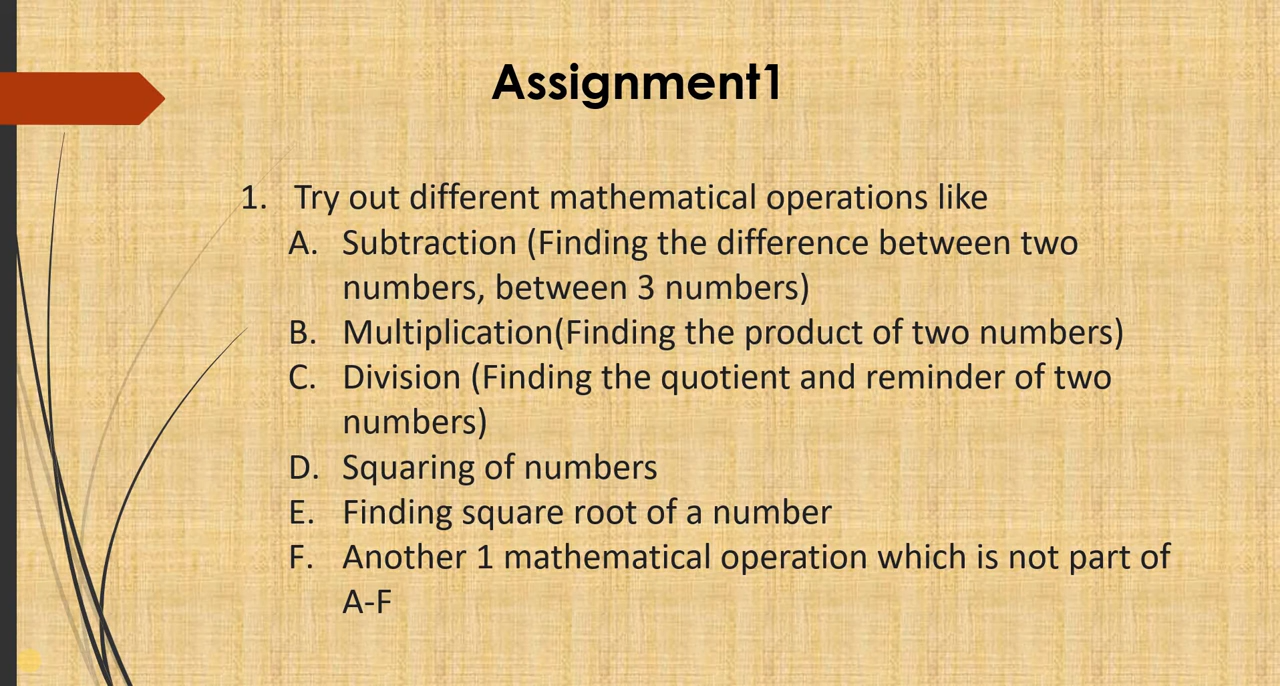 Assignment1
1. Try out different mathematical operations like
A. Subtraction (Finding the difference between two
numbers, between 3 numbers)
B. Multiplication(Finding the product of two numbers)
C. Division (Finding the quotient and reminder of two
numbers)
D. Squaring of numbers
E. Finding square root of a number
F. Another 1 mathematical operation which is not part of
A-F